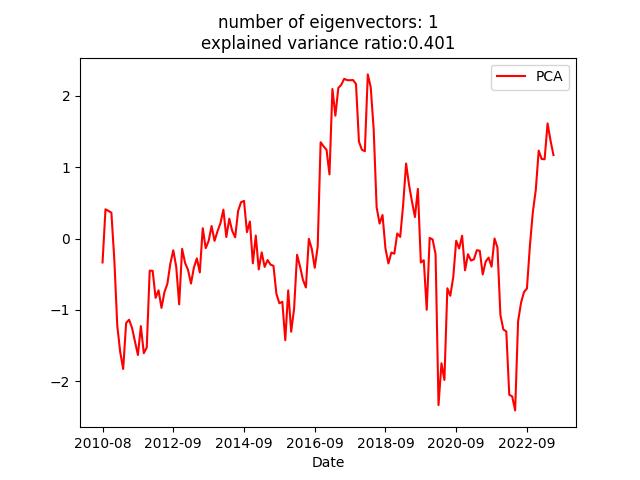 number of eigenvectors: 1
explained variance ratio:0.401
PCA
2
1
0
−1
−2
2010-08 2012-09 2014-09 2016-09 2018-09 2020-09 2022-09
Date